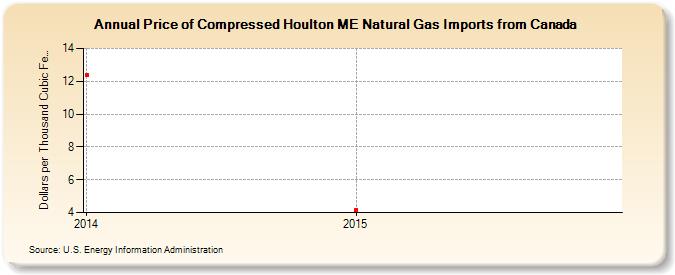 Annual Price of Compressed Houlton ME Natural Gas Imports from Canada
Dollars per Thousand Cubic Fe...
14
12
10
8
6
4
2014
2015
Source: U.S. Energy Information Administration